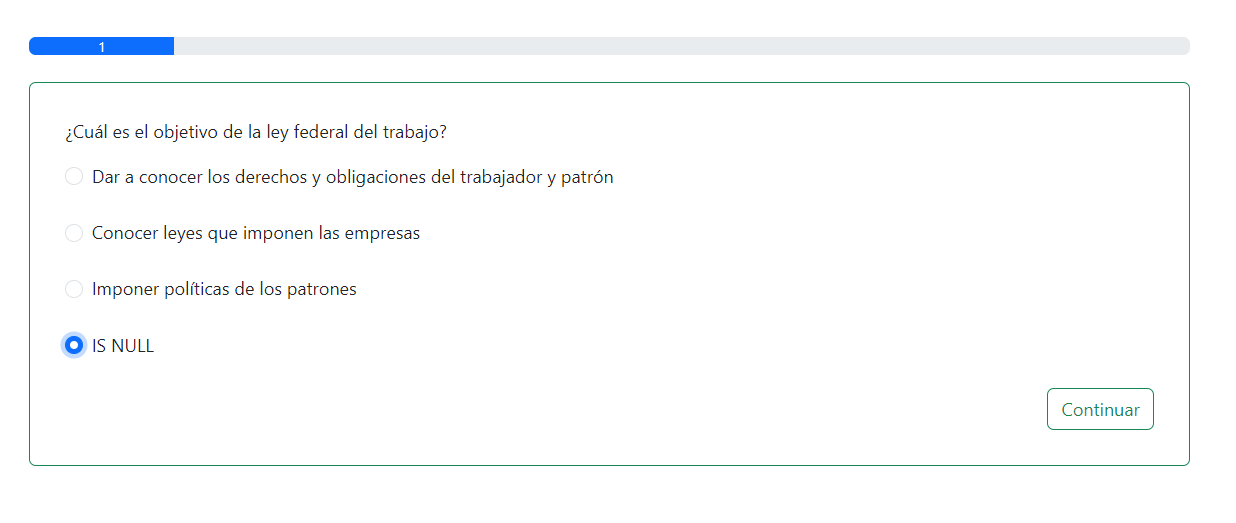 1
¿Cuál es el objetivo de la ley federal del trabajo?
Dar a conocer los derechos y obligaciones del trabajador y patrón
Conocer leyes que imponen las empresas
Imponer políticas de los patrones
IS NULL
Continuar